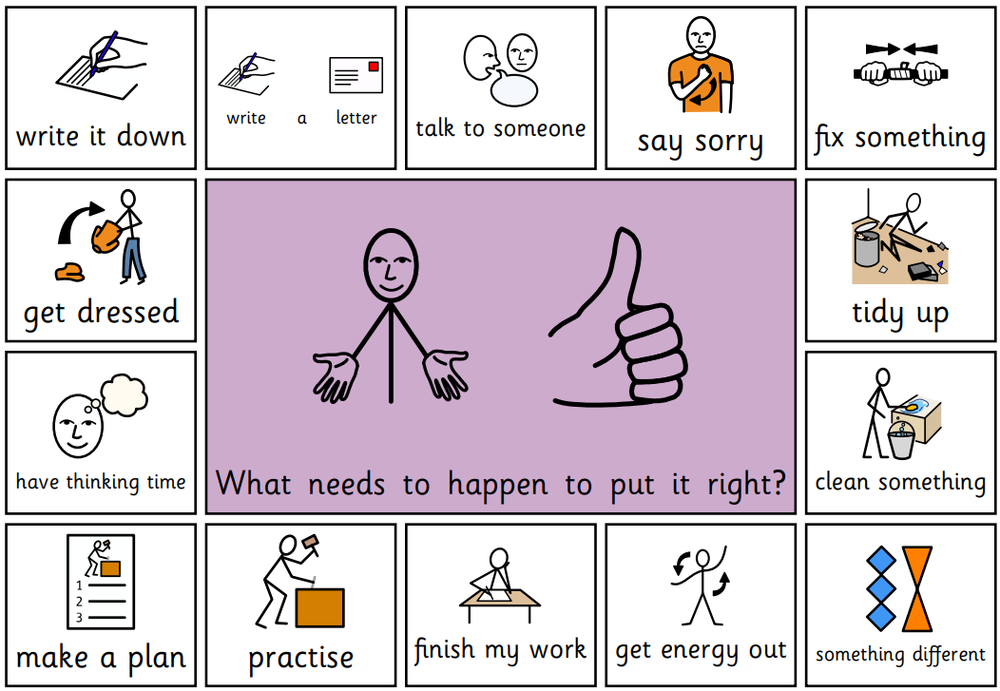 write it down
write a letter
talk to someone
say sorry
fix something
get dressed
tidy up
What needs to happen to put it right?
have thinking time
clean something
1
2
3
make a plan
practise
finish my work
get energy out
something different